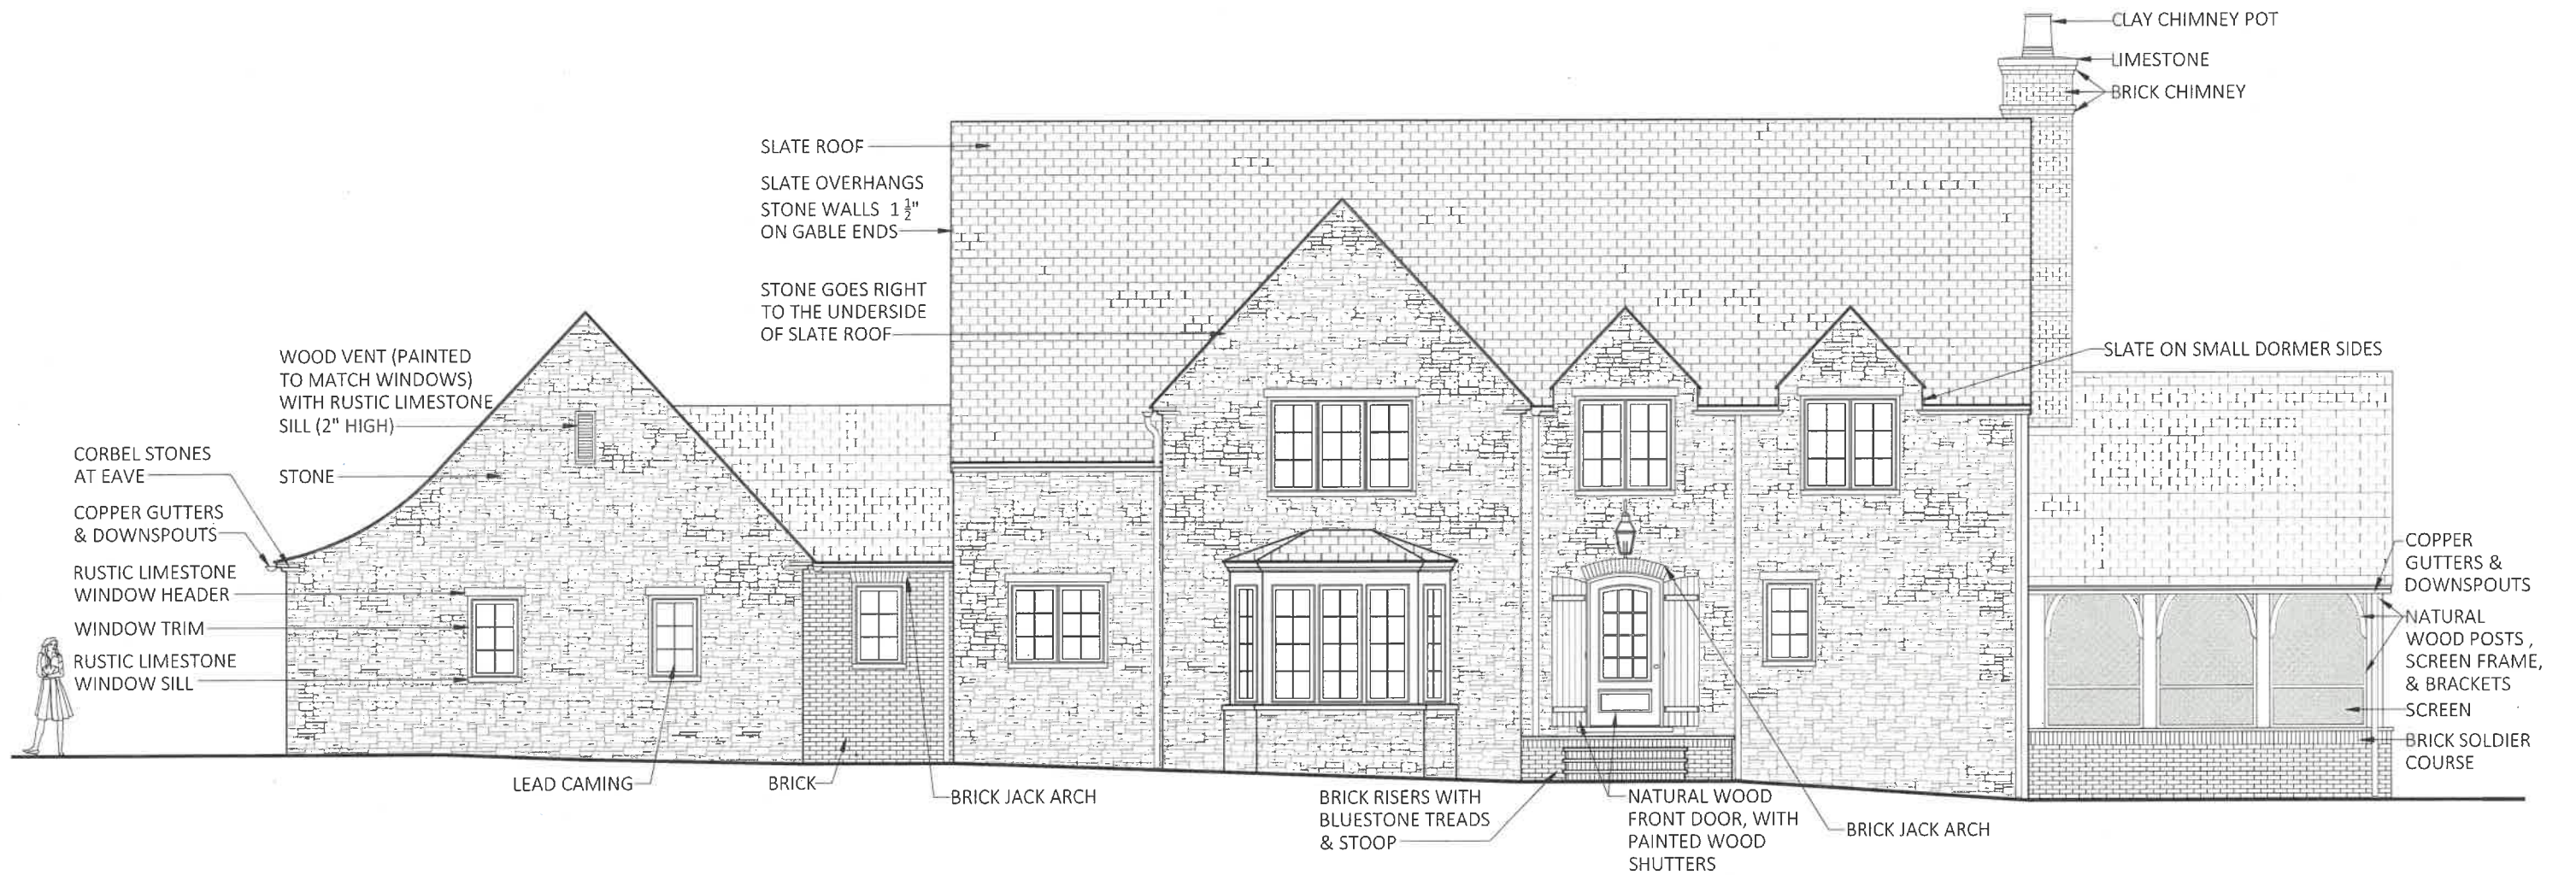 CLAY CHIMNEY POT
LIMESTONE
BRICK CHIMNEY
SLATE ROOF
SLATE OVERHANGS
STONE WALLS 1 1/2"
ON GABLE ENDS
STONE GOES RIGHT
TO THE UNDERSIDE
OF SLATE ROOF
WOOD VENT (PAINTED
TO MATCH WINDOWS)
WITH RUSTIC LIMESTONE
SILL (2" HIGH)
SLATE ON SMALL DORMER SIDES
CORBEL STONES
AT EAVE
STONE
COPPER GUTTERS
& DOWNSPOUTS
RUSTIC LIMESTONE
WINDOW HEADER
WINDOW TRIM
RUSTIC LIMESTONE
WINDOW SILL
COPPER
GUTTERS &
DOWNSPOUTS
NATURAL
WOOD POSTS ,
SCREEN FRAME,
& BRACKETS
SCREEN
BRICK SOLDIER
COURSE
LEAD CAMING
BRICK
BRICK JACK ARCH
BRICK RISERS WITH
BLUESTONE TREADS
& STOOP
NATURAL WOOD
FRONT DOOR, WITH
PAINTED WOOD
SHUTTERS
BRICK JACK ARCH